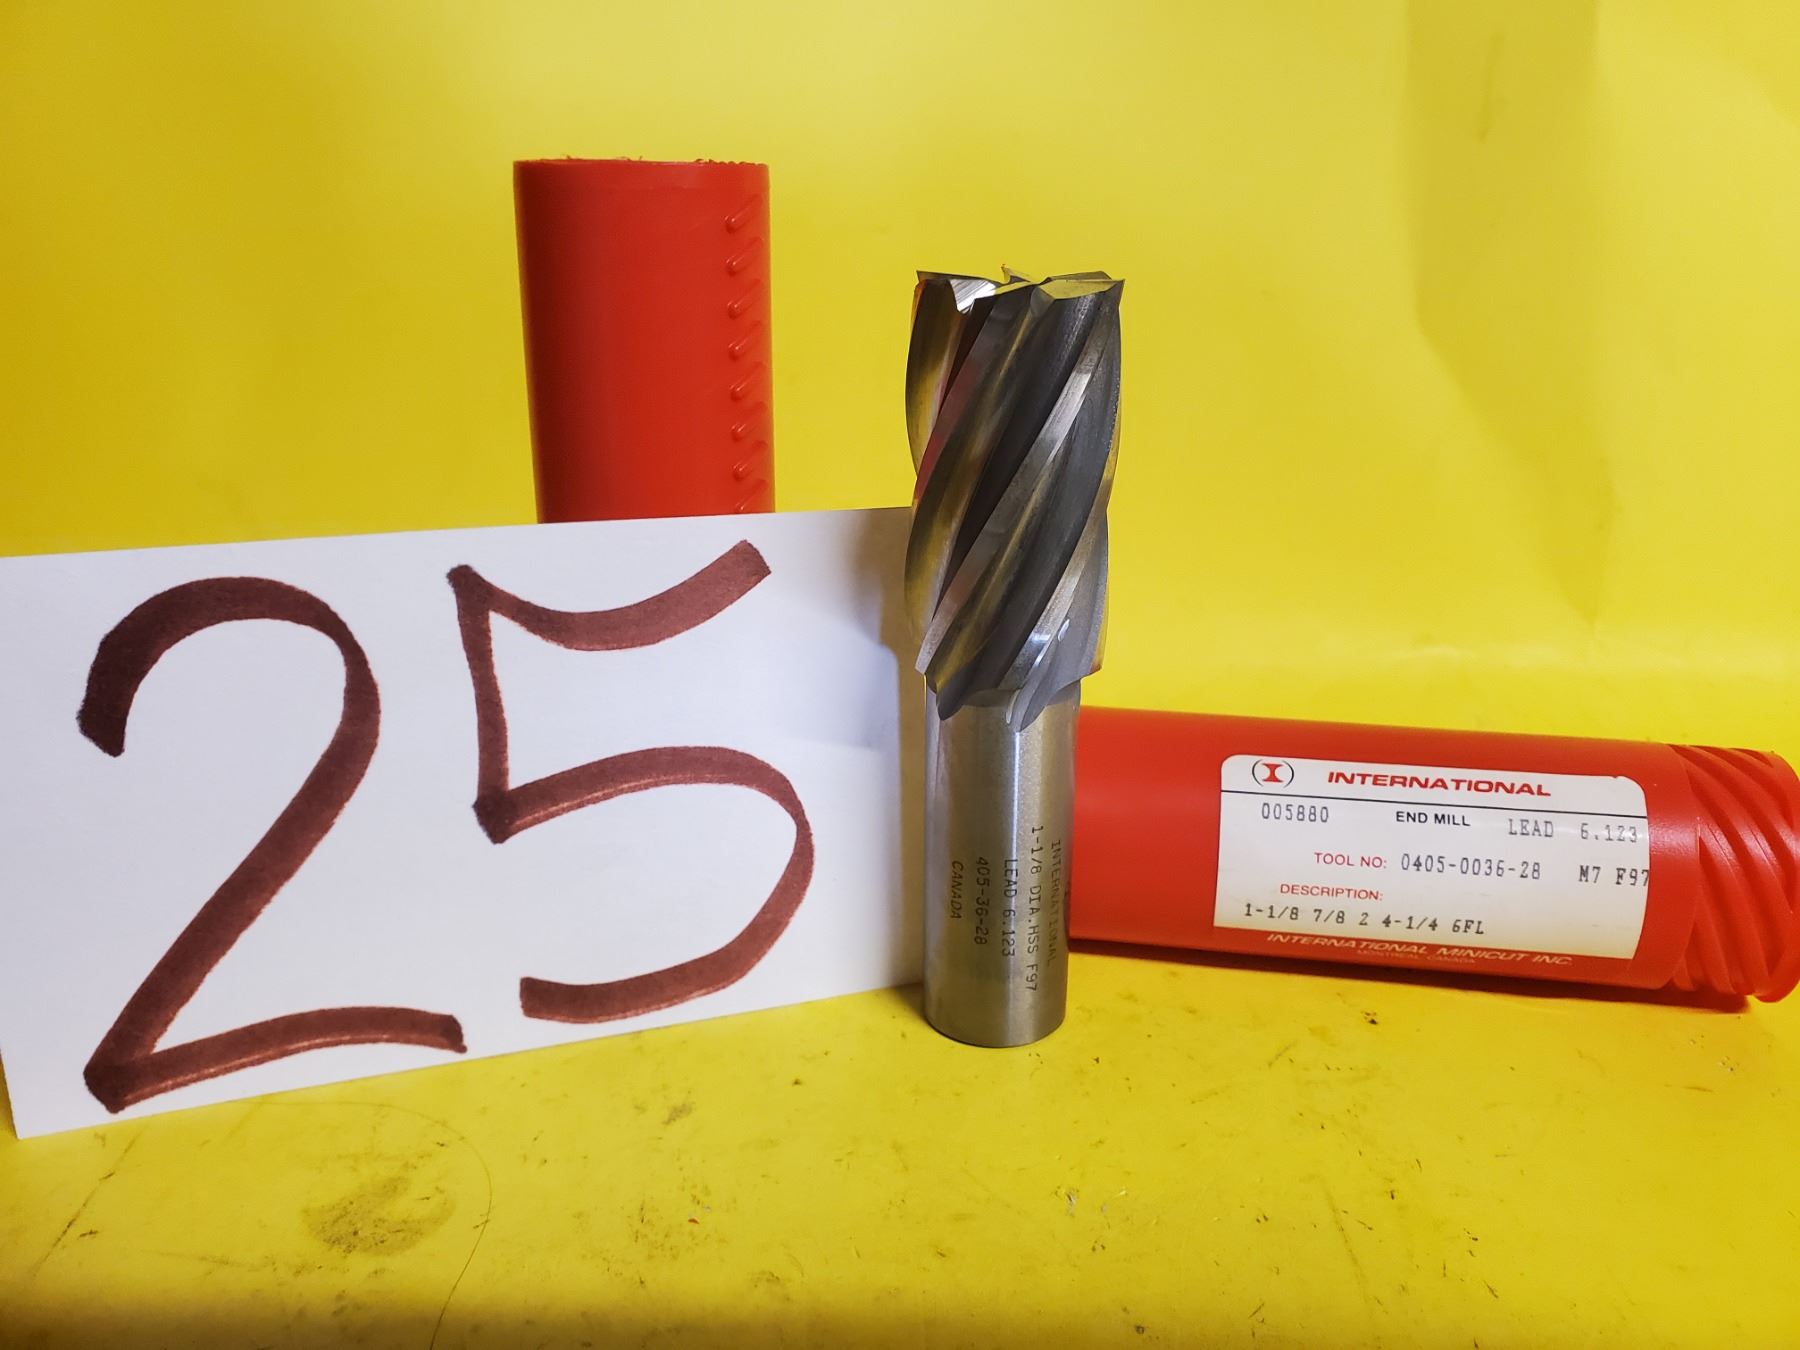 25
INTERNATIONAL
1-1/8 DIA.HSS F97
LEAD 6.123
405-36-28
CANADA
INTERNATIONAL
005880 END MILL LEAD 6.123
TOOL NO: 0405-0036-28 M7 F97
DESCRIPTION:
1-1/8 7/8 2 4-1/4 6FL
INTERNATIONAL MINICUT INC.
MONTREAL CANADA